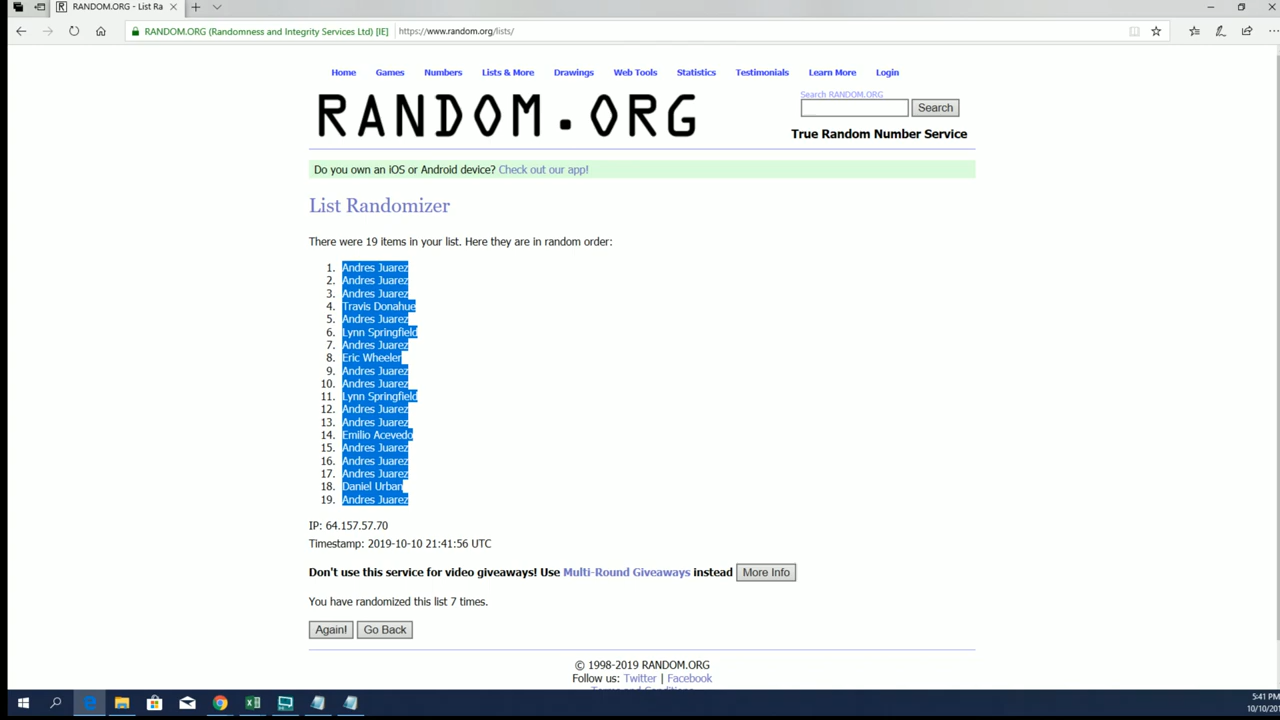 RANDOM.ORG - List Ra
RANDOM.ORG (Randomness and Integrity Services Ltd) [IE] https://www.random.org/lists/
Home Games Numbers Lists & More Drawings Web Tools Statistics Testimonials Learn More Login
RANDOM.ORG
Search RANDOM.ORG
Search
True Random Number Service
Do you own an iOS or Android device? Check out our app!
List Randomizer
There were 19 items in your list. Here they are in random order:
1. Andres Juarez
2. Andres Juarez
3. Andres Juarez
4. Travis Donahue
5. Andres Juarez
6. Lynn Springfield
7. Andres Juarez
8. Eric Wheeler
9. Andres Juarez
10. Andres Juarez
11. Lynn Springfield
12. Andres Juarez
13. Andres Juarez
14. Emilio Acevedo
15. Andres Juarez
16. Andres Juarez
17. Andres Juarez
18. Daniel Urban
19. Andres Juarez
IP: 64.157.57.70
Timestamp: 2019-10-10 21:41:56 UTC
Don't use this service for video giveaways! Use Multi-Round Giveaways instead More Info
You have randomized this list 7 times.
Again! Go Back
© 1998-2019 RANDOM.ORG
Follow us: Twitter | Facebook
Terms and Conditions
5:41 PM
10/10/20